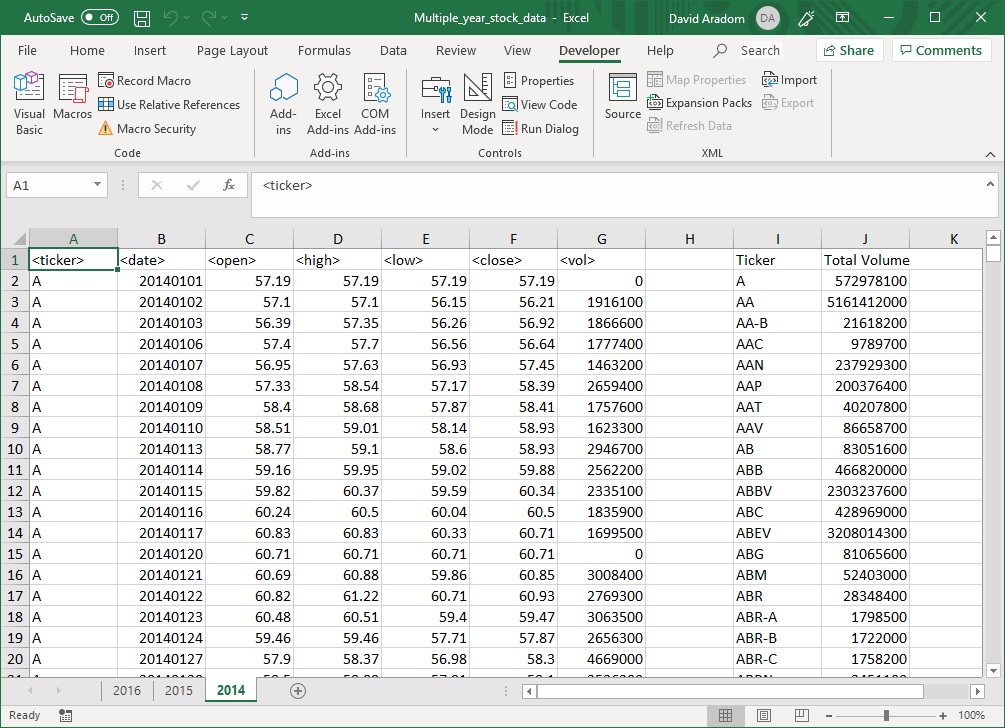 AutoSave Off Multiple_year_stock_data - Excel David Aradom DA
File Home Insert Page Layout Formulas Data Review View Developer Help Search Share Comments
Visual Basic
Macros
Record Macro
Use Relative References
Macro Security
Code
Add-ins
Excel Add-ins
COM Add-ins
Add-ins
Insert
Design Mode
Properties
View Code
Run Dialog
Controls
Source
Map Properties
Expansion Packs
Refresh Data
Import
Export
XML
A1 fx <ticker>
A B C D E F G H I J K
1 <ticker> <date> <open> <high> <low> <close> <vol> Ticker Total Volume
2 A 20140101 57.19 57.19 57.19 57.19 0 A 572978100
3 A 20140102 57.1 57.1 56.15 56.21 1916100 AA 5161412000
4 A 20140103 56.39 57.35 56.26 56.92 1866600 AA-B 21618200
5 A 20140106 57.4 57.7 56.56 56.64 1777400 AAC 9789700
6 A 20140107 56.95 57.63 56.93 57.45 1463200 AAN 237929300
7 A 20140108 57.33 58.54 57.17 58.39 2659400 AAP 200376400
8 A 20140109 58.4 58.68 57.87 58.41 1757600 AAT 40207800
9 A 20140110 58.51 59.01 58.14 58.93 1623300 AAV 86658700
10 A 20140113 58.77 59.1 58.6 58.93 2946700 AB 83051600
11 A 20140114 59.16 59.95 59.02 59.88 2562200 ABB 466820000
12 A 20140115 59.82 60.37 59.59 60.34 2335100 ABBV 2303237600
13 A 20140116 60.24 60.5 60.04 60.5 1835900 ABC 428969000
14 A 20140117 60.83 60.83 60.33 60.71 1699500 ABEV 3208014300
15 A 20140120 60.71 60.71 60.71 60.71 0 ABG 81065600
16 A 20140121 60.69 60.88 59.86 60.85 3008400 ABM 52403000
17 A 20140122 60.82 61.22 60.71 60.93 2769300 ABR 28348400
18 A 20140123 60.48 60.51 59.4 59.47 3063500 ABR-A 1798500
19 A 20140124 59.46 59.46 57.71 57.87 2656300 ABR-B 1722000
20 A 20140127 57.9 58.37 56.98 58.3 4669000 ABR-C 1758200
2016 2015 2014
Ready 100%